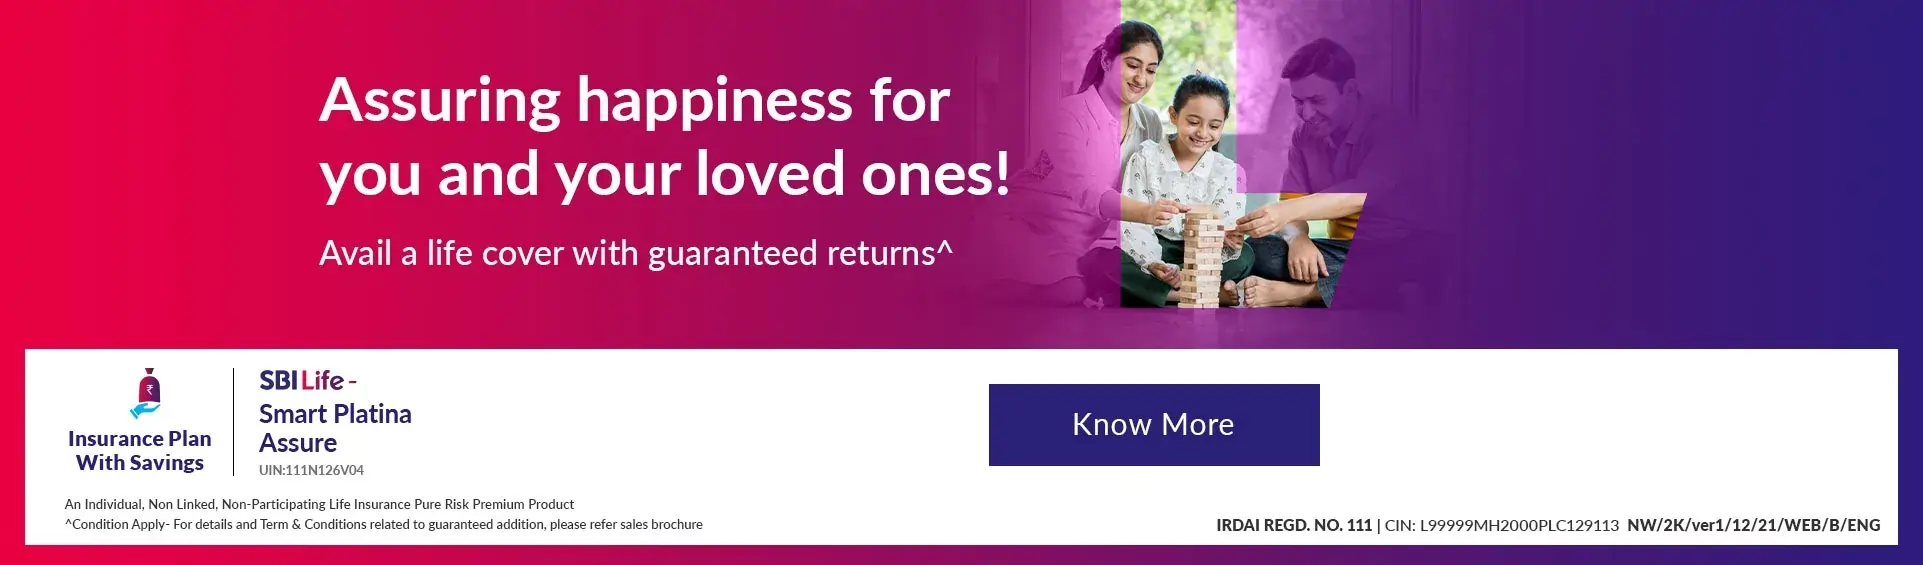 Assuring happiness for
you and your loved ones!
Avail a life cover with guaranteed returns^
₹
Insurance Plan
With Savings
SBI Life -
Smart Platina
Assure
UIN:111N126V04
Know More
An Individual, Non Linked, Non-Participating Life Insurance Pure Risk Premium Product
^Condition Apply- For details and Term & Conditions related to guaranteed addition, please refer sales brochure
IRDAI REGD. NO. 111 | CIN: L99999MH2000PLC129113 NW/2K/ver1/12/21/WEB/B/ENG